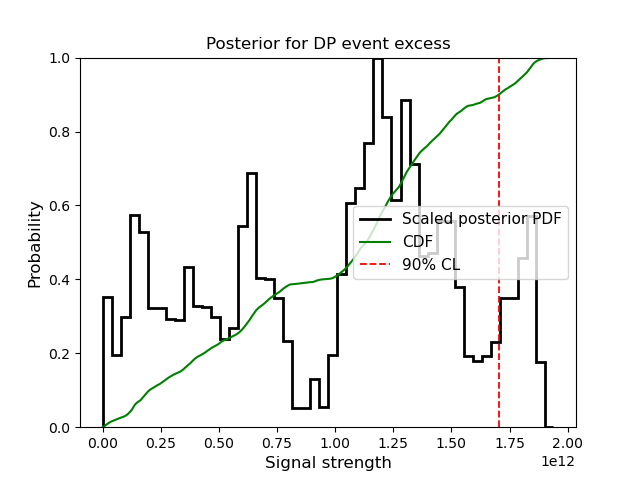 Posterior for DP event excess
1.0
0.8
0.6
0.4
0.2
0.0
Probability
Scaled posterior PDF
CDF
90% CL
0.00 0.25 0.50 0.75 1.00 1.25 1.50 1.75 2.00
1e12
Signal strength